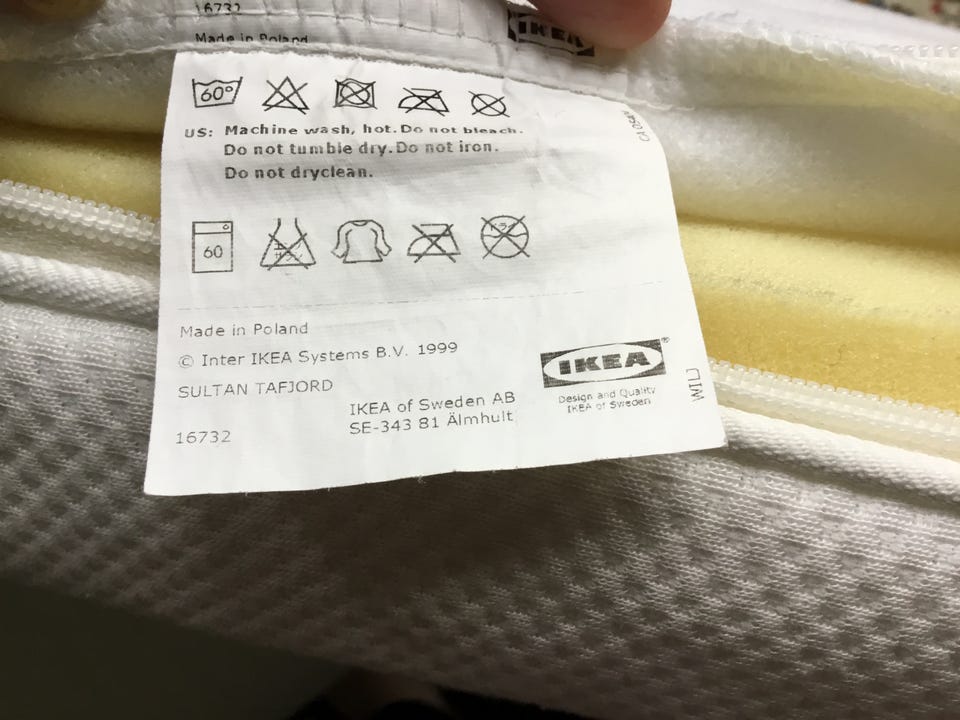 16732
Made in Poland
IKEA
60°
US: Machine wash, hot. Do not bleach.
Do not tumble dry. Do not iron.
Do not dryclean.
60
Made in Poland
© Inter IKEA Systems B.V. 1999
SULTAN TAFJORD
IKEA of Sweden AB
SE-343 81 Älmhult
16732
IKEA®
Design and Quality
IKEA of Sweden